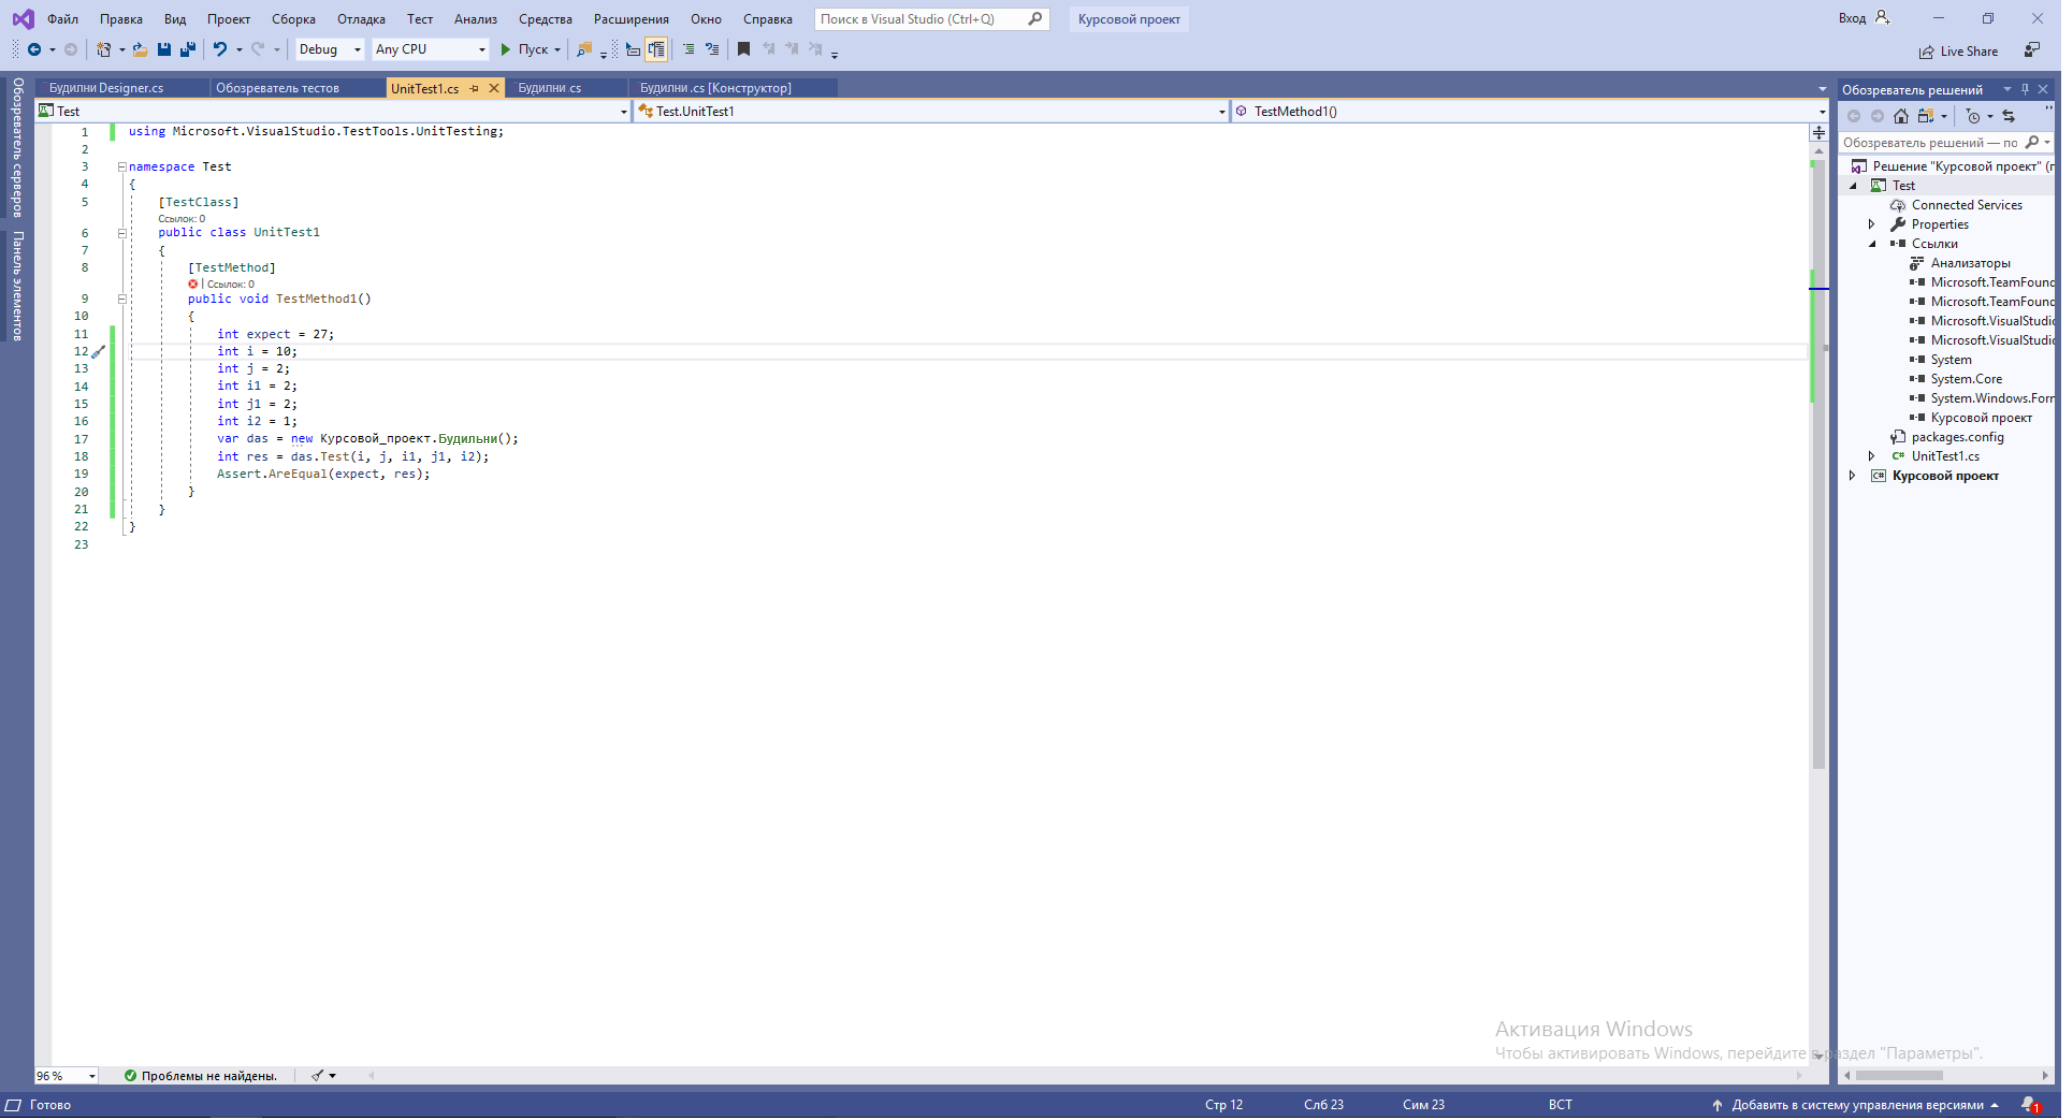 Файл Правка Вид Проект Сборка Отладка Тест Анализ Средства Расширения Окно Справка Поиск в Visual Studio (Ctrl+Q) Курсовой проект Вход
Debug Any CPU Пуск Live Share
Обозреватель серверов
Панель элементов
Будилни Designer.cs Обозреватель тестов UnitTest1.cs Будилни .cs Будилни .cs [Конструктор]
Test Test.UnitTest1 TestMethod1()
1 using Microsoft.VisualStudio.TestTools.UnitTesting;
2
3 namespace Test
4 {
5 [TestClass]
Ссылок: 0
6 public class UnitTest1
7 {
8 [TestMethod]
Ссылок: 0
9 public void TestMethod1()
10 {
11 int expect = 27;
12 int i = 10;
13 int j = 2;
14 int i1 = 2;
15 int j1 = 2;
16 int i2 = 1;
17 var das = new Курсовой_проект.Будильни();
18 int res = das.Test(i, j, i1, j1, i2);
19 Assert.AreEqual(expect, res);
20 }
21 }
22 }
23
Обозреватель решений
Обозреватель решений — по
Решение "Курсовой проект" (г
Test
Connected Services
Properties
Ссылки
Анализаторы
Microsoft.TeamFound
Microsoft.TeamFound
Microsoft.VisualStudio
Microsoft.VisualStudio
System
System.Core
System.Windows.Form
Курсовой проект
packages.config
C# UnitTest1.cs
C# Курсовой проект
Активация Windows
Чтобы активировать Windows, перейдите в раздел "Параметры".
96 % Проблемы не найдены.
Готово Стр 12 Слб 23 Сим 23 ВСТ Добавить в систему управления версиями 1